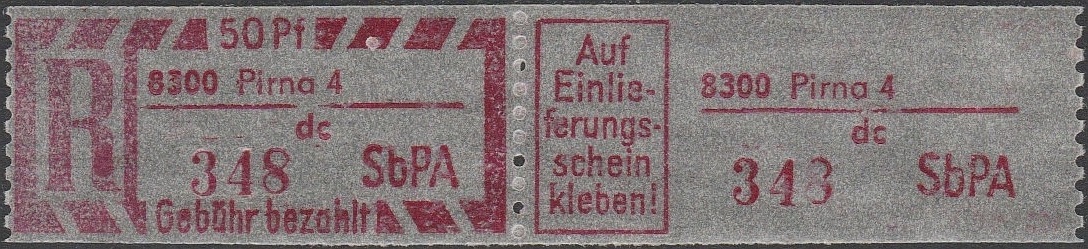 50 Pf
R
8300 Pirna 4
dc
348 SbPA
Gebühr bezahlt
Auf
Einlie-
ferungs-
schein
kleben!
8300 Pirna 4
dc
348 SbPA